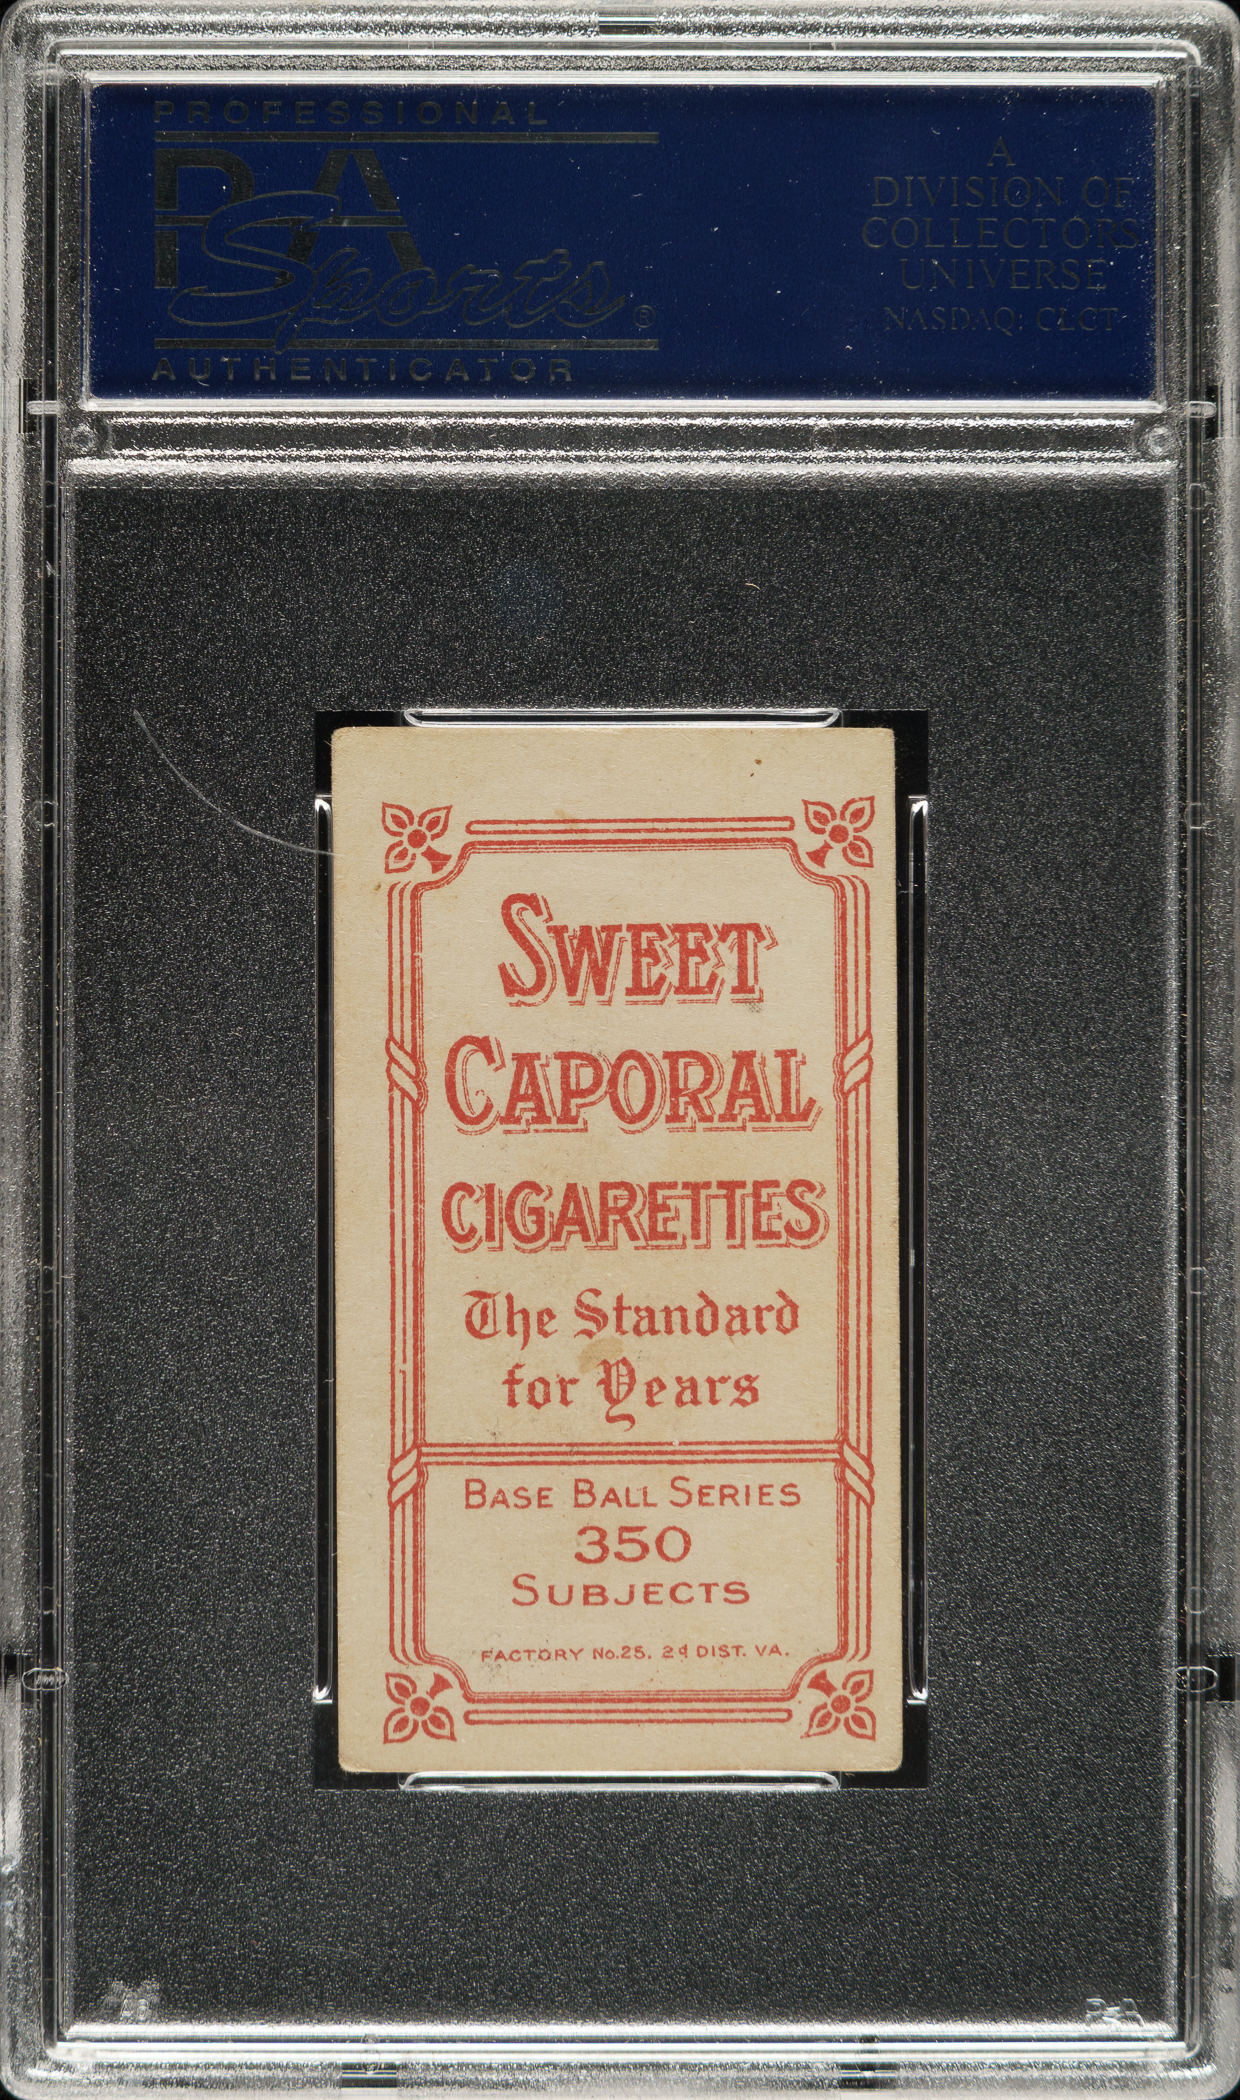 PROFESSIONAL
PSA
Sports®
AUTHENTICATOR
A
DIVISION OF
COLLECTORS
UNIVERSE
NASDAQ: CLCT
SWEET
CAPORAL
CIGARETTES
The Standard
for Years
BASE BALL SERIES
350
SUBJECTS
FACTORY No.25. 2d DIST. VA.
PSA